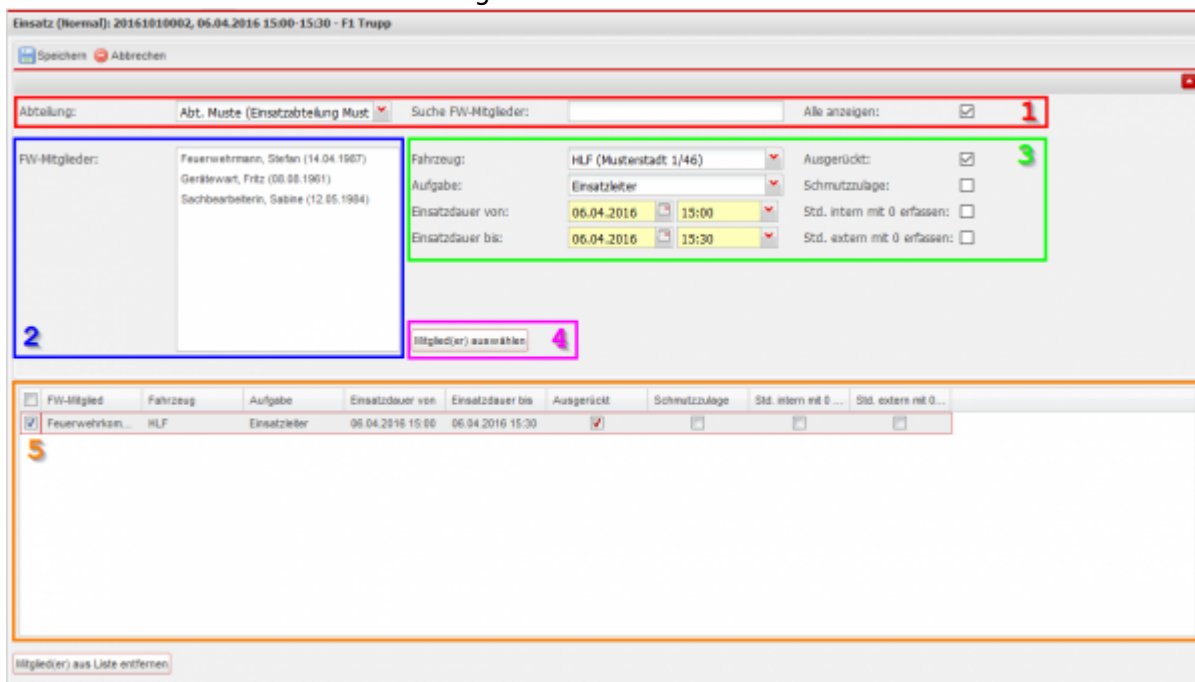 Einsatz (Normal): 20161010002, 06.04.2016 15:00-15:30 - F1 Trupp
Speichern Abbrechen
Abteilung: Abt. Muste (Einsatzabteilung Must Suche FW-Mitglieder: Alle anzeigen: 1
FW-Mitglieder:
Feuerwehrmann, Stefan (14.04.1987)
Gerätewart, Fritz (08.08.1961)
Sachbearbeiterin, Sabine (12.05.1984)
2
Fahrzeug: HLF (Musterstadt 1/46) Ausgerückt: 3
Aufgabe: Einsatzleiter Schmutzzulage:
Einsatzdauer von: 06.04.2016 15:00 Std. intern mit 0 erfassen:
Einsatzdauer bis: 06.04.2016 15:30 Std. extern mit 0 erfassen:
Mitglied(er) auswählen 4
FW-Mitglied Fahrzeug Aufgabe Einsatzdauer von Einsatzdauer bis Ausgerückt Schmutzzulage Std. intern mit 0 ... Std. extern mit 0...
Feuerwehrkom... HLF Einsatzleiter 06.04.2016 15:00 06.04.2016 15:30
5
Mitglied(er) aus Liste entfernen